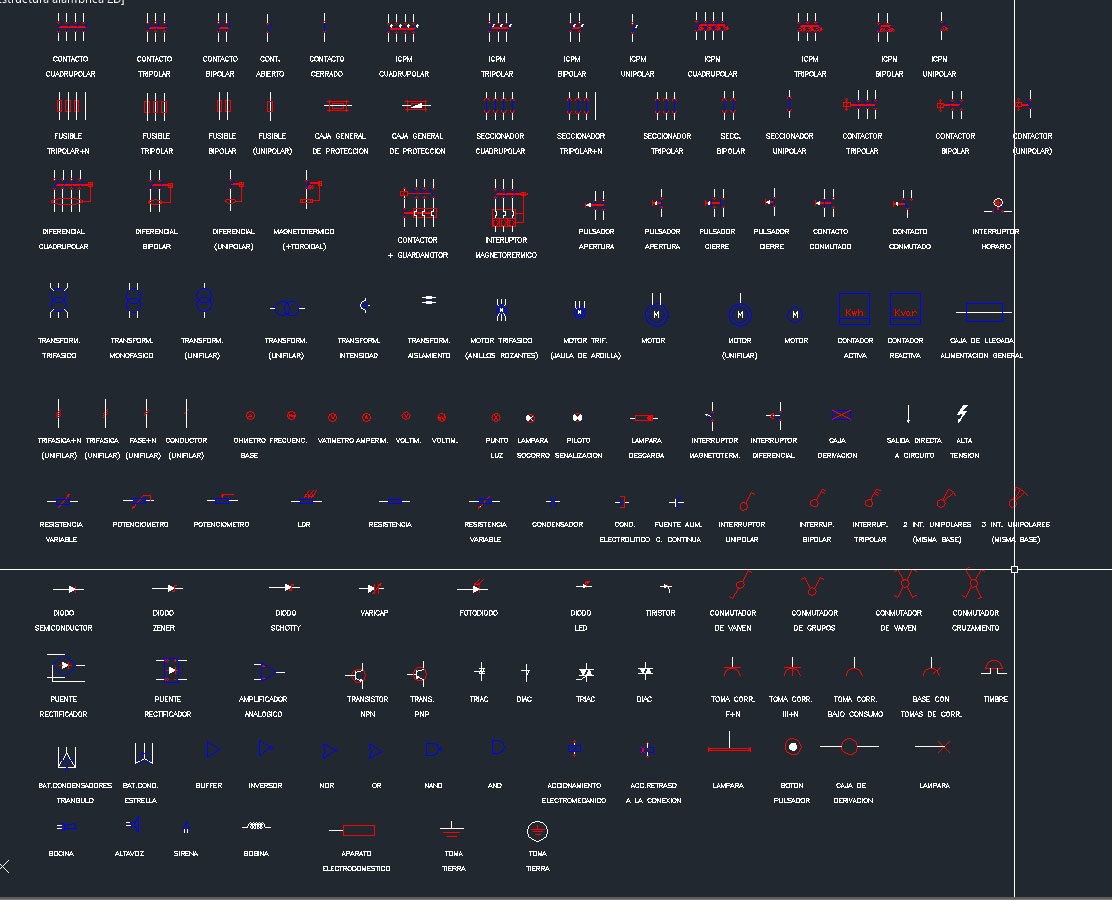 estructura alámbrica 2D]
CONTACTO CONTACTO CONTACTO CONT. CONTACTO ICPM ICPM ICPM ICPM ICPN ICPM ICPN ICPN
CUADRUPOLAR TRIPOLAR BIPOLAR ABIERTO CERRADO CUADRUPOLAR TRIPOLAR BIPOLAR UNIPOLAR CUADRUPOLAR TRIPOLAR BIPOLAR UNIPOLAR
FUSIBLE FUSIBLE FUSIBLE FUSIBLE CAJA GENERAL CAJA GENERAL SECCIONADOR SECCIONADOR SECCIONADOR SECC. SECCIONADOR CONTACTOR CONTACTOR CONTACTOR
TRIPOLAR+N TRIPOLAR BIPOLAR (UNIPOLAR) DE PROTECCION DE PROTECCION CUADRUPOLAR TRIPOLAR+N TRIPOLAR BIPOLAR UNIPOLAR TRIPOLAR BIPOLAR (UNIPOLAR)
DIFERENCIAL DIFERENCIAL DIFERENCIAL MAGNETOTERMICO CONTACTOR INTERUPTOR PULSADOR PULSADOR PULSADOR PULSADOR CONTACTO CONTACTO INTERRUPTOR
CUADRUPOLAR BIPOLAR (UNIPOLAR) (+TOROIDAL) + GUARDAMOTOR MAGNETORERMICO APERTURA APERTURA CIERRE CIERRE CONMUTADO CONMUTADO HORARIO
M M M M M Kwh Kvar
TRANSFORM. TRANSFORM. TRANSFORM. TRANSFORM. TRANSFORM. TRANSFORM. MOTOR TRIFASICO MOTOR TRIF. MOTOR MOTOR MOTOR CONTADOR CONTADOR CAJA DE LLEGADA
TRIFASICO MONOFASICO (UNIFILAR) (UNIFILAR) INTENSIDAD AISLAMIENTO (ANILLOS ROZANTES) (JAULA DE ARDILLA) (UNIFILAR) ACTIVA REACTIVA ALIMENTACION GENERAL
TRIFASICA+N TRIFASICA FASE+N CONDUCTOR OHMETRO FREQUENC. VATIMETRO AMPERIM. VOLTIM. VOLTIM. PUNTO LAMPARA PILOTO LAMPARA INTERRUPTOR INTERRUPTOR CAJA SALIDA DIRECTA ALTA
(UNIFILAR) (UNIFILAR) (UNIFILAR) (UNIFILAR) BASE LUZ SOCORRO SENALIZACION DESCARGA MAGNETOTERM. DIFERENCIAL DERIVACION A CIRCUITO TENSION
RESISTENCIA POTENCIOMETRO POTENCIOMETRO LDR RESISTENCIA RESISTENCIA CONDENSADOR COND. FUENTE ALIM. INTERRUPTOR INTERRUP. INTERRUP. 2 INT. UNIPOLARES 3 INT. UNIPOLARES
VARIABLE VARIABLE ELECTROLITICO C. CONTINUA UNIPOLAR BIPOLAR TRIPOLAR (MISMA BASE) (MISMA BASE)
DIODO DIODO DIODO VARICAP FOTODIODO DIODO TIRISTOR CONMUTADOR CONMUTADOR CONMUTADOR CONMUTADOR
SEMICONDUCTOR ZENER SCHOTTY LED DE VAIVEN DE GRUPOS DE VAIVEN CRUZAMIENTO
PUENTE PUENTE AMPLIFICADOR TRANSISTOR TRANS. TRIAC DIAC TRIAC DIAC TOMA CORR. TOMA CORR. TOMA CORR. BASE CON TIMBRE
RECTIFICADOR RECTIFICADOR ANALOGICO NPN PNP F+N III+N BAJO CONSUMO TOMAS DE CORR.
BAT.CONDENSADORES BAT.COND. BUFFER INVERSOR NOR OR NAND AND ACCIONAMIENTO ACC.RETRASO LAMPARA BOTON CAJA DE LAMPARA
TRIANGULO ESTRELLA ELECTROMECANICO A LA CONEXION PULSADOR DERIVACION
BOCINA ALTAVOZ SIRENA BOBINA APARATO TOMA TOMA
ELECTRODOMESTICO TIERRA TIERRA